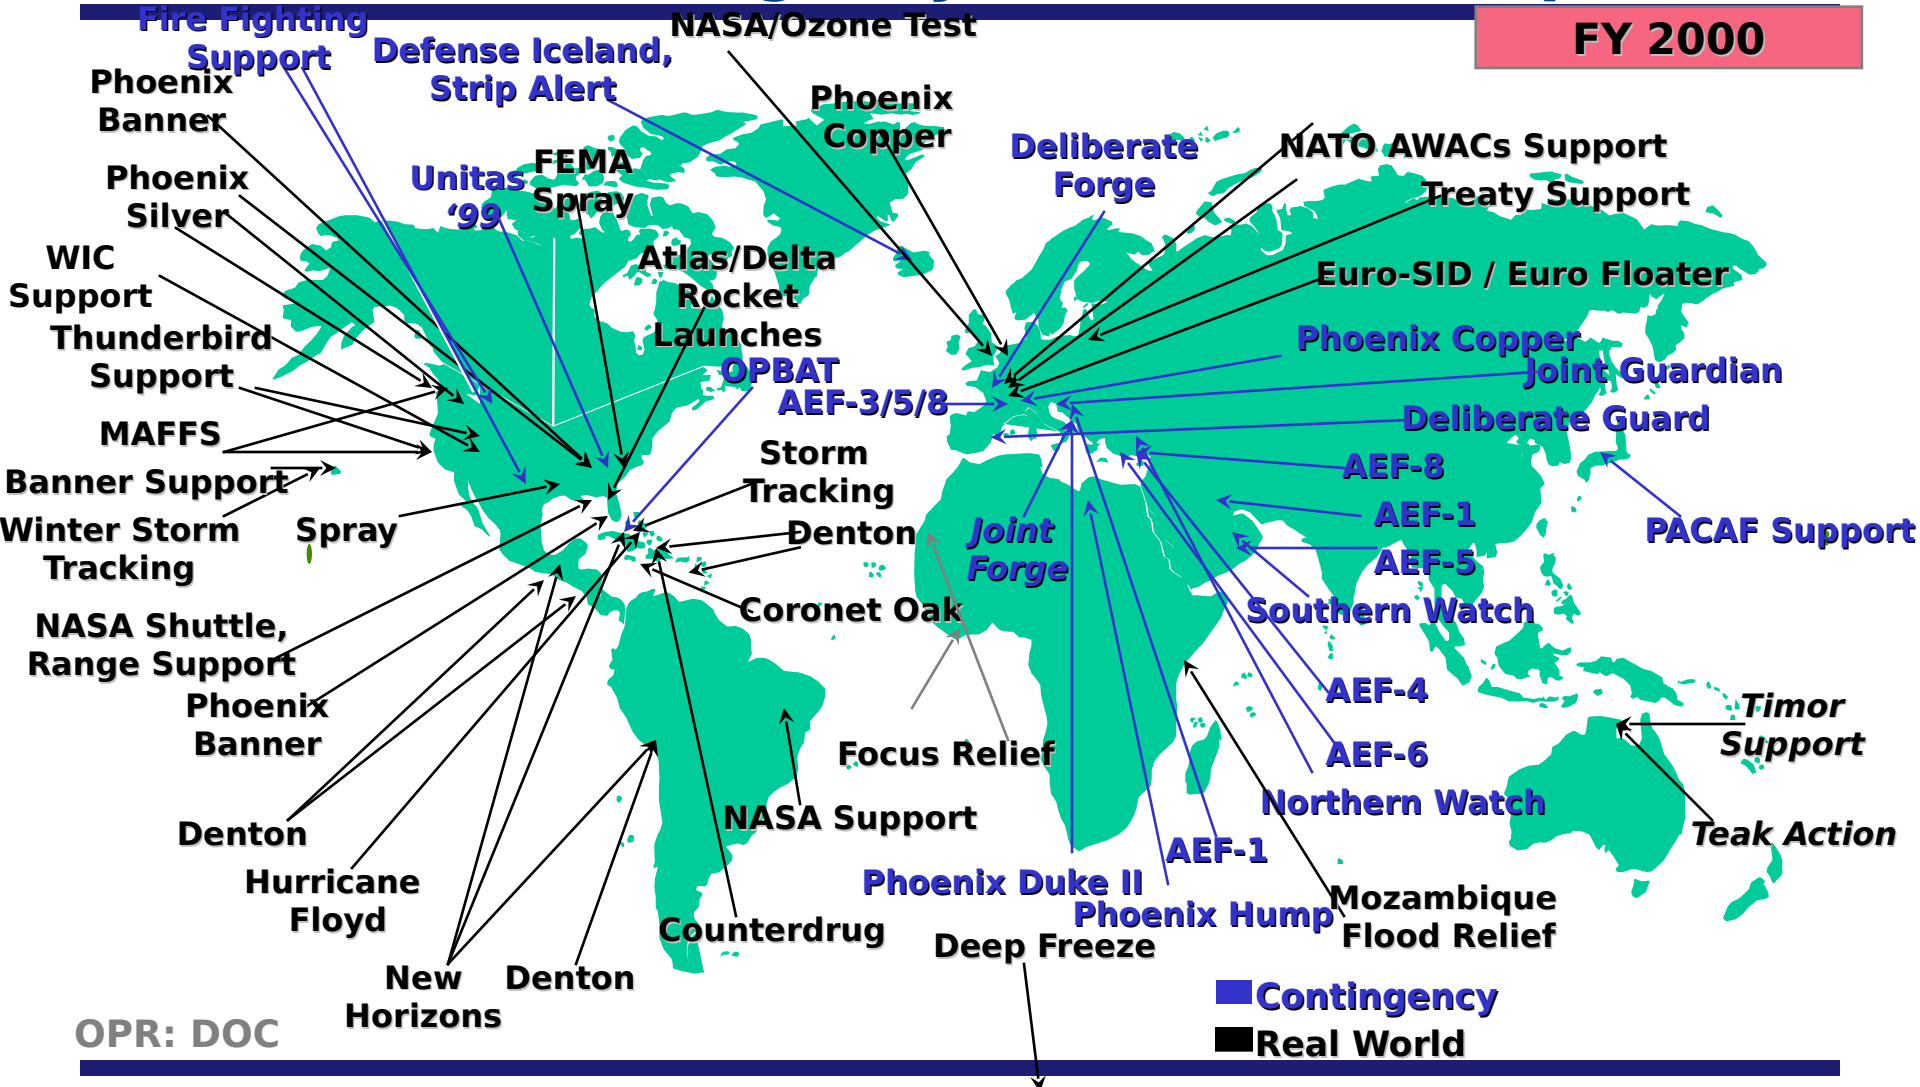 FY 2000
Fire Fighting
Support
Defense Iceland,
Strip Alert
NASA/Ozone Test
Phoenix
Banner
Phoenix
Copper
Deliberate
Forge
NATO AWACs Support
Unitas
‘99
FEMA
Spray
Phoenix
Silver
Treaty Support
WIC
Support
Atlas/Delta
Rocket
Launches
Euro-SID / Euro Floater
Thunderbird
Support
Phoenix Copper
OPBAT
Joint Guardian
AEF-3/5/8
Deliberate Guard
MAFFS
Storm
Tracking
AEF-8
Banner Support
AEF-1
Winter Storm
Tracking
Spray
Denton
Joint
Forge
PACAF Support
AEF-5
Coronet Oak
Southern Watch
NASA Shuttle,
Range Support
AEF-4
Phoenix
Banner
Timor
Support
Focus Relief
AEF-6
NASA Support
Northern Watch
Denton
Teak Action
AEF-1
Hurricane
Floyd
Phoenix Duke II
Phoenix Hump
Mozambique
Flood Relief
Counterdrug
Deep Freeze
New
Horizons
Denton
Contingency
Real World
OPR: DOC